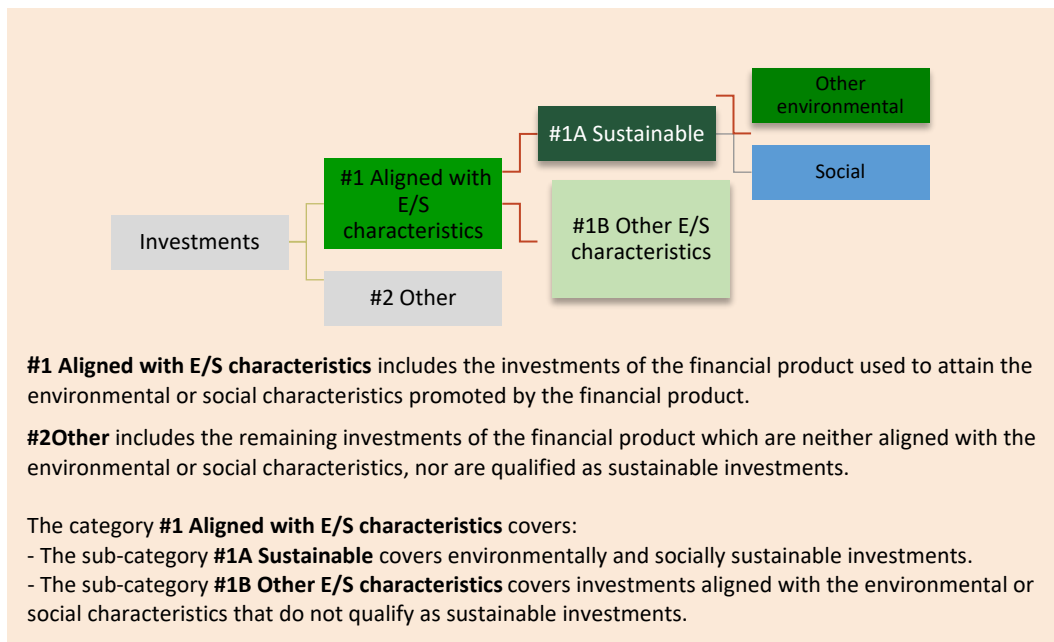 Other
environmental
#1A Sustainable
Social
#1 Aligned with
E/S
characteristics
#1B Other E/S
characteristics
Investments
#2 Other
#1 Aligned with E/S characteristics includes the investments of the financial product used to attain the
environmental or social characteristics promoted by the financial product.
#2Other includes the remaining investments of the financial product which are neither aligned with the
environmental or social characteristics, nor are qualified as sustainable investments.
The category #1 Aligned with E/S characteristics covers:
- The sub-category #1A Sustainable covers environmentally and socially sustainable investments.
- The sub-category #1B Other E/S characteristics covers investments aligned with the environmental or
social characteristics that do not qualify as sustainable investments.